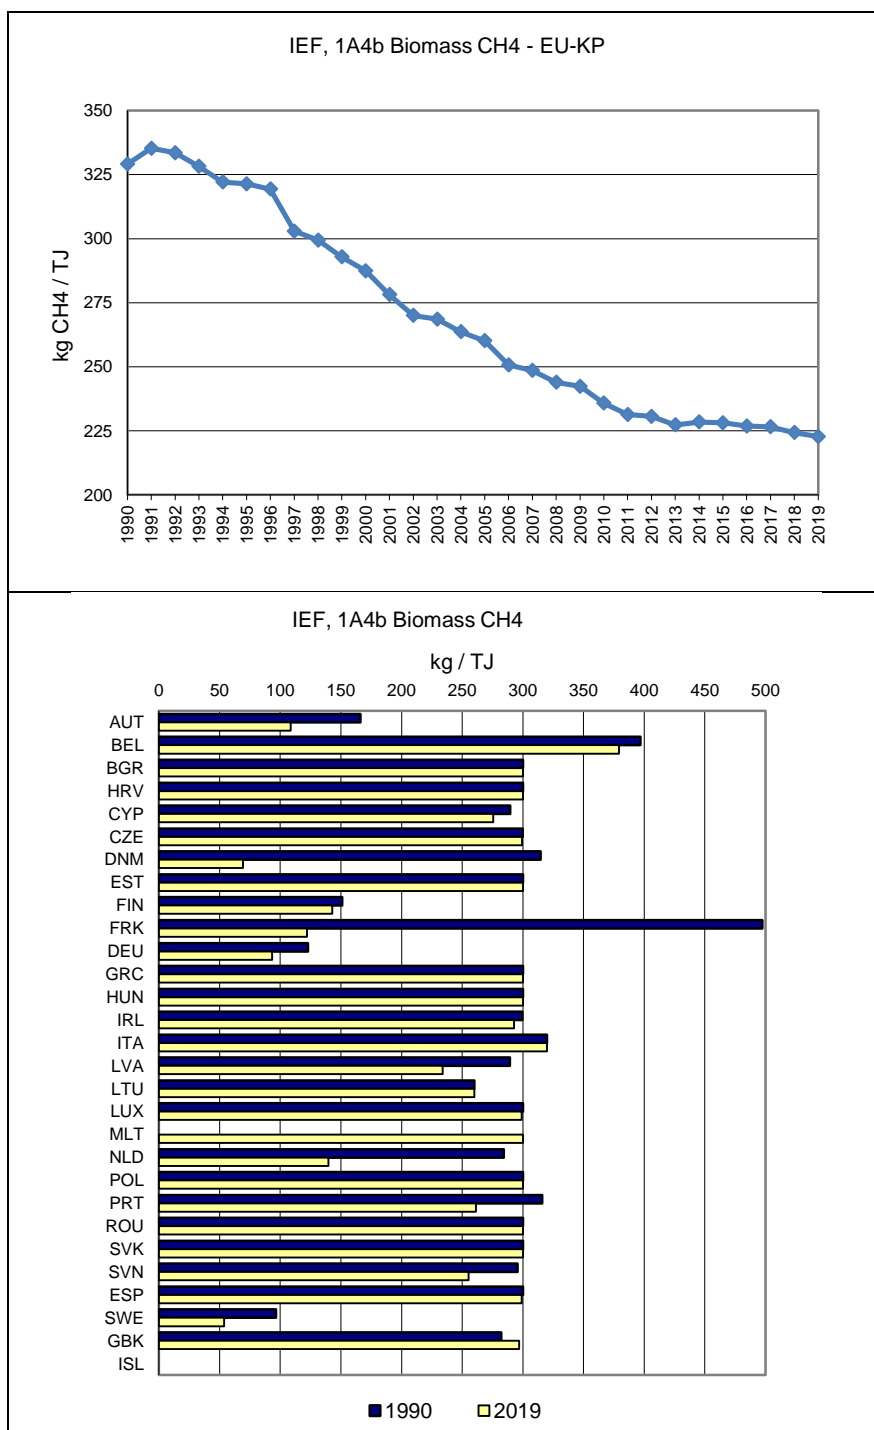 IEF, 1A4b Biomass CH4 - EU-KP
350
325
300
275
250
225
200
kg CH4 / TJ
1990
1991
1992
1993
1994
1995
1996
1997
1998
1999
2000
2001
2002
2003
2004
2005
2006
2007
2008
2009
2010
2011
2012
2013
2014
2015
2016
2017
2018
2019
IEF, 1A4b Biomass CH4
kg / TJ
0 50 100 150 200 250 300 350 400 450 500
AUT
BEL
BGR
HRV
CYP
CZE
DNM
EST
FIN
FRK
DEU
GRC
HUN
IRL
ITA
LVA
LTU
LUX
MLT
NLD
POL
PRT
ROU
SVK
SVN
ESP
SWE
GBK
ISL
1990 2019